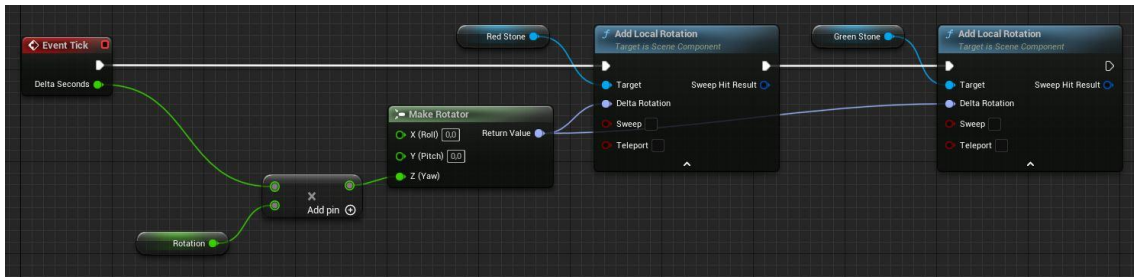 Event Tick
Delta Seconds
Rotation
Add pin
Make Rotator
X (Roll) 0,0
Return Value
Y (Pitch) 0,0
Z (Yaw)
Red Stone
f Add Local Rotation
Target is Scene Component
Target
Sweep Hit Result
Delta Rotation
Sweep
Teleport
Green Stone
f Add Local Rotation
Target is Scene Component
Target
Sweep Hit Result
Delta Rotation
Sweep
Teleport